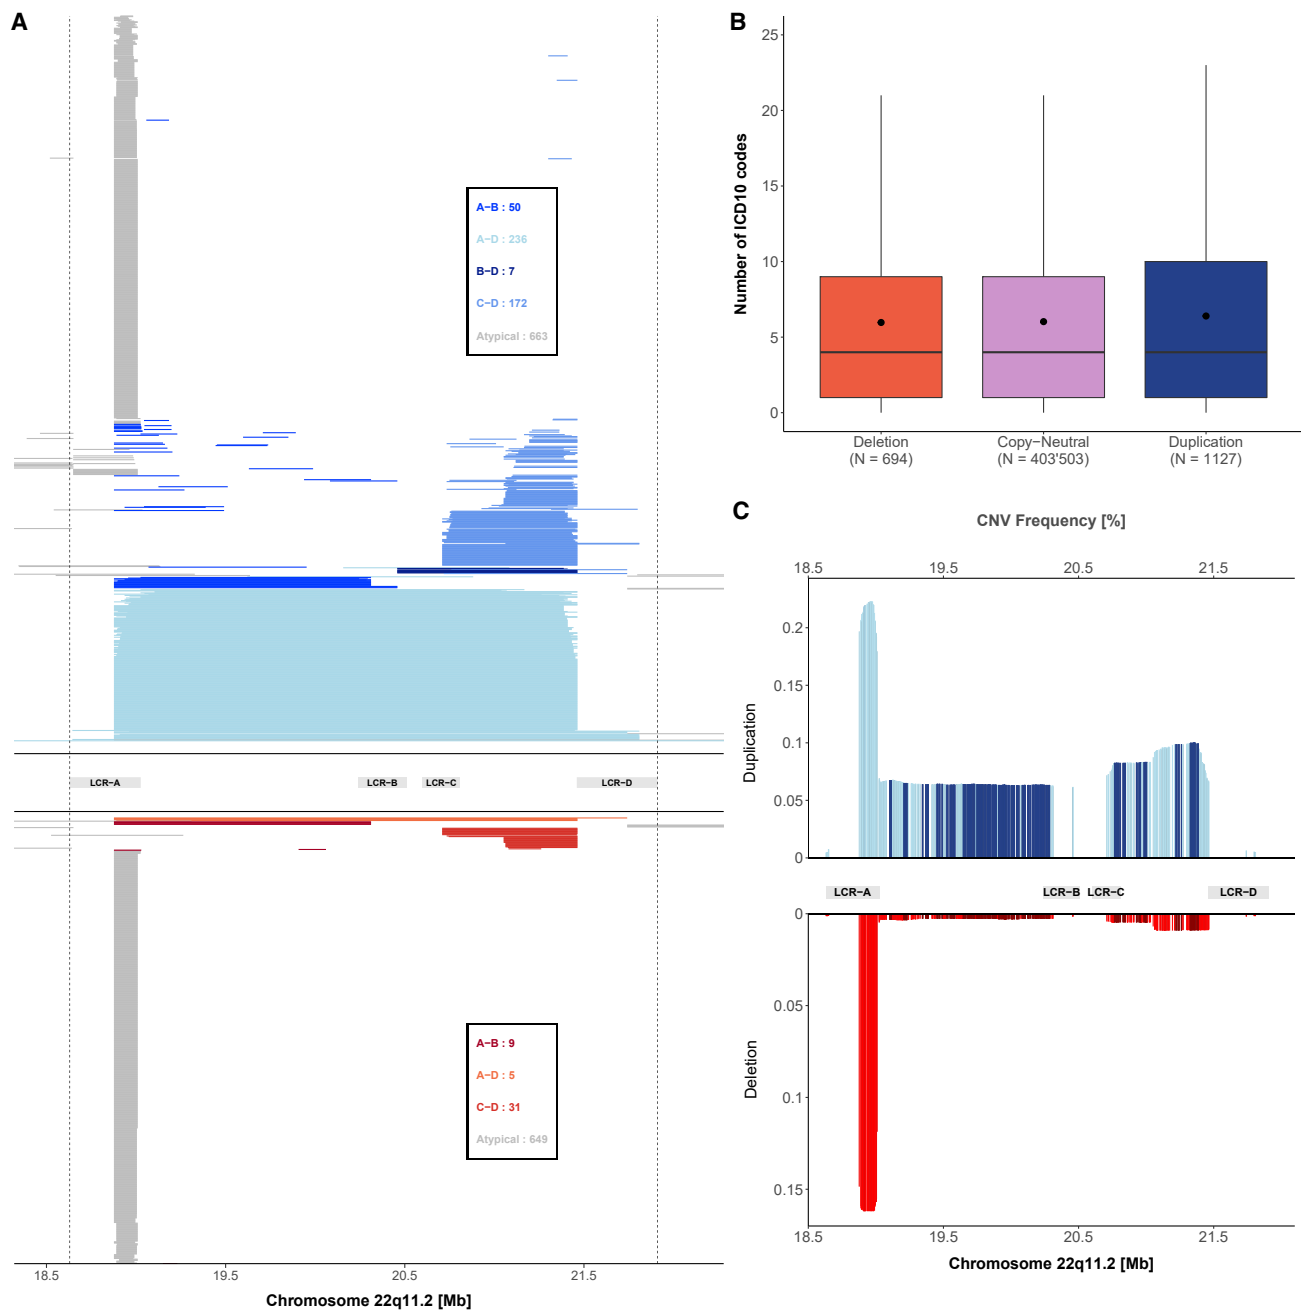 A
A–B : 50
A–D : 236
B–D : 7
C–D : 172
Atypical : 663
LCR–A
LCR–B
LCR–C
LCR–D
A–B : 9
A–D : 5
C–D : 31
Atypical : 649
18.5
19.5
20.5
21.5
Chromosome 22q11.2 [Mb]
B
Number of ICD10 codes
25
20
15
10
5
0
Deletion
(N = 694)
Copy−Neutral
(N = 403'503)
Duplication
(N = 1127)
C
CNV Frequency [%]
18.5
19.5
20.5
21.5
Duplication
0.2
0.15
0.1
0.05
0
LCR–A
LCR–B
LCR–C
LCR–D
Deletion
0
0.05
0.1
0.15
18.5
19.5
20.5
21.5
Chromosome 22q11.2 [Mb]